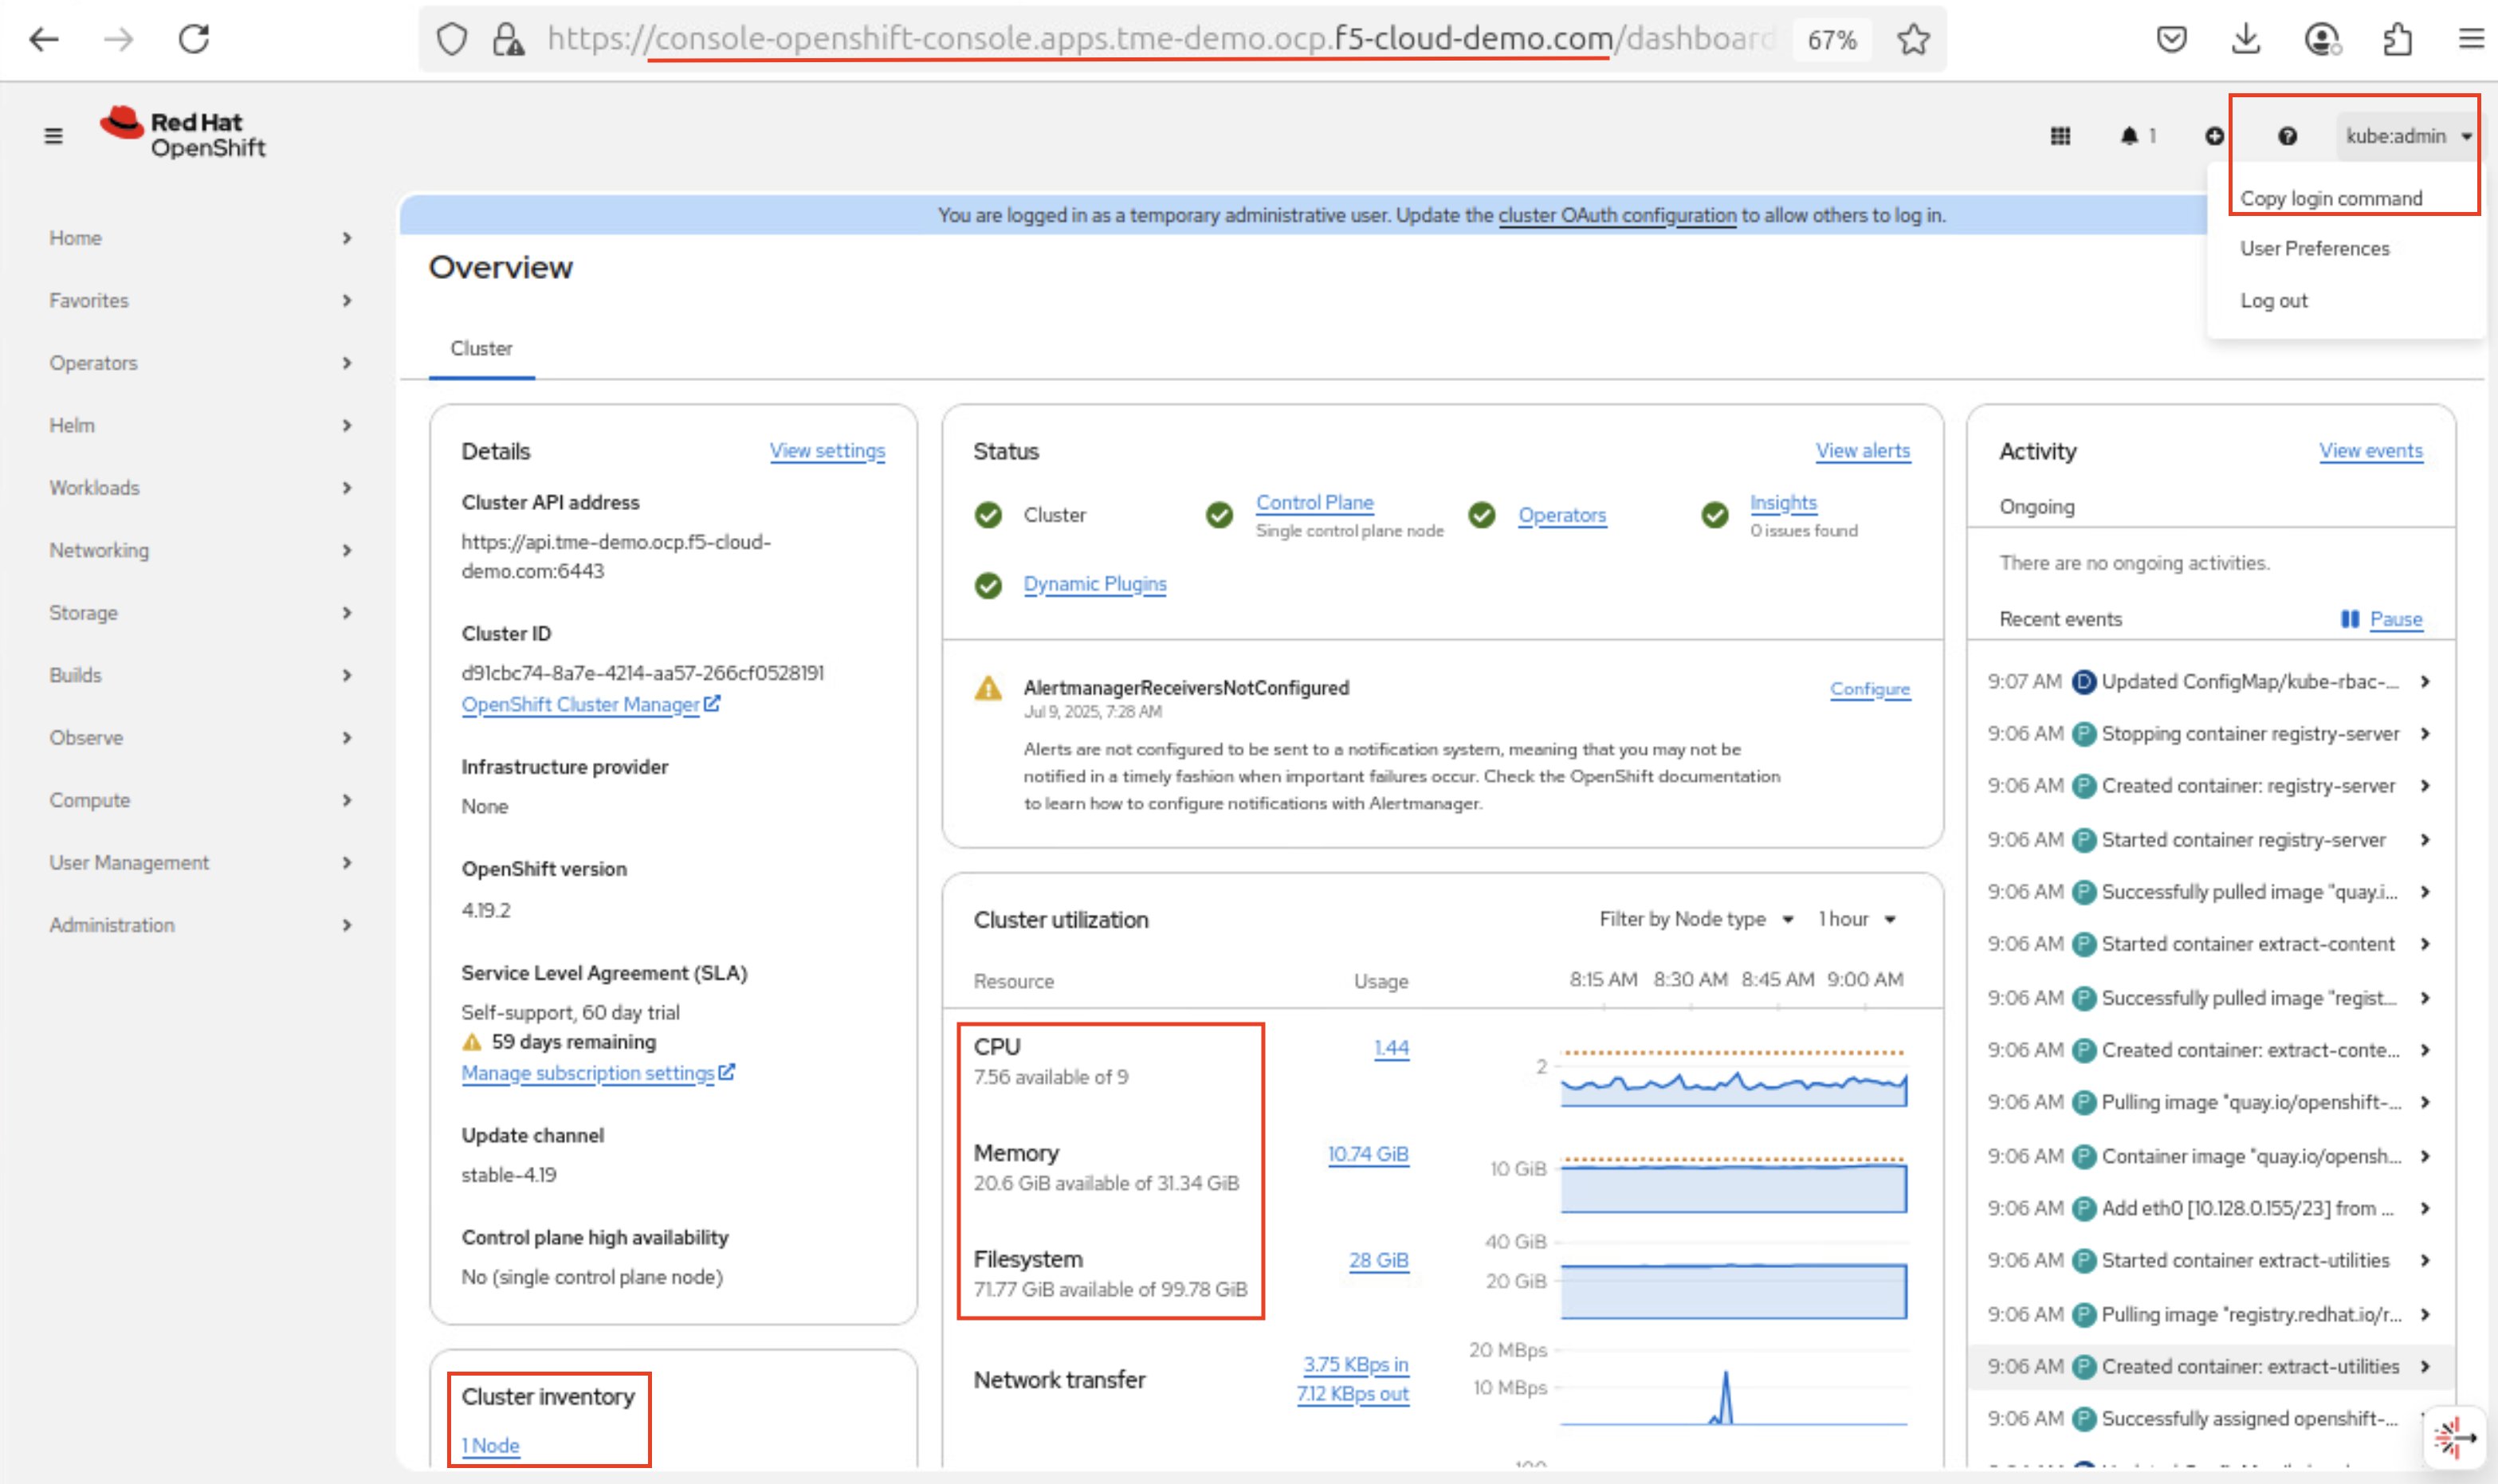 https://console-openshift-console.apps.tme-demo.ocp.f5-cloud-demo.com/dashboard
67%
Red Hat
OpenShift
1
kube:admin
Copy login command
User Preferences
Log out
You are logged in as a temporary administrative user. Update the cluster OAuth configuration to allow others to log in.
Home
Favorites
Operators
Helm
Workloads
Networking
Storage
Builds
Observe
Compute
User Management
Administration
Overview
Cluster
Details
View settings
Cluster API address
https://api.tme-demo.ocp.f5-cloud-
demo.com:6443
Cluster ID
d91cbc74-8a7e-4214-aa57-266cf0528191
OpenShift Cluster Manager
Infrastructure provider
None
OpenShift version
4.19.2
Service Level Agreement (SLA)
Self-support, 60 day trial
59 days remaining
Manage subscription settings
Update channel
stable-4.19
Control plane high availability
No (single control plane node)
Cluster inventory
1 Node
Status
View alerts
Cluster
Control Plane
Single control plane node
Operators
Insights
0 issues found
Dynamic Plugins
AlertmanagerReceiversNotConfigured
Configure
Jul 9, 2025, 7:28 AM
Alerts are not configured to be sent to a notification system, meaning that you may not be
notified in a timely fashion when important failures occur. Check the OpenShift documentation
to learn how to configure notifications with Alertmanager.
Cluster utilization
Filter by Node type
1 hour
Resource
Usage
8:15 AM 8:30 AM 8:45 AM 9:00 AM
CPU
7.56 available of 9
1.44
2
Memory
20.6 GiB available of 31.34 GiB
10.74 GiB
10 GiB
Filesystem
71.77 GiB available of 99.78 GiB
28 GiB
40 GiB
20 GiB
Network transfer
3.75 KBps in
7.12 KBps out
20 MBps
10 MBps
Activity
View events
Ongoing
There are no ongoing activities.
Recent events
Pause
9:07 AM D Updated ConfigMap/kube-rbac-...
9:06 AM P Stopping container registry-server
9:06 AM P Created container: registry-server
9:06 AM P Started container registry-server
9:06 AM P Successfully pulled image "quay.i...
9:06 AM P Started container extract-content
9:06 AM P Successfully pulled image "regist...
9:06 AM P Created container: extract-conte...
9:06 AM P Pulling image "quay.io/openshift-...
9:06 AM P Container image "quay.io/opensh...
9:06 AM P Add eth0 [10.128.0.155/23] from ...
9:06 AM P Started container extract-utilities
9:06 AM P Pulling image "registry.redhat.io/r...
9:06 AM P Created container: extract-utilities
9:06 AM P Successfully assigned openshift-...